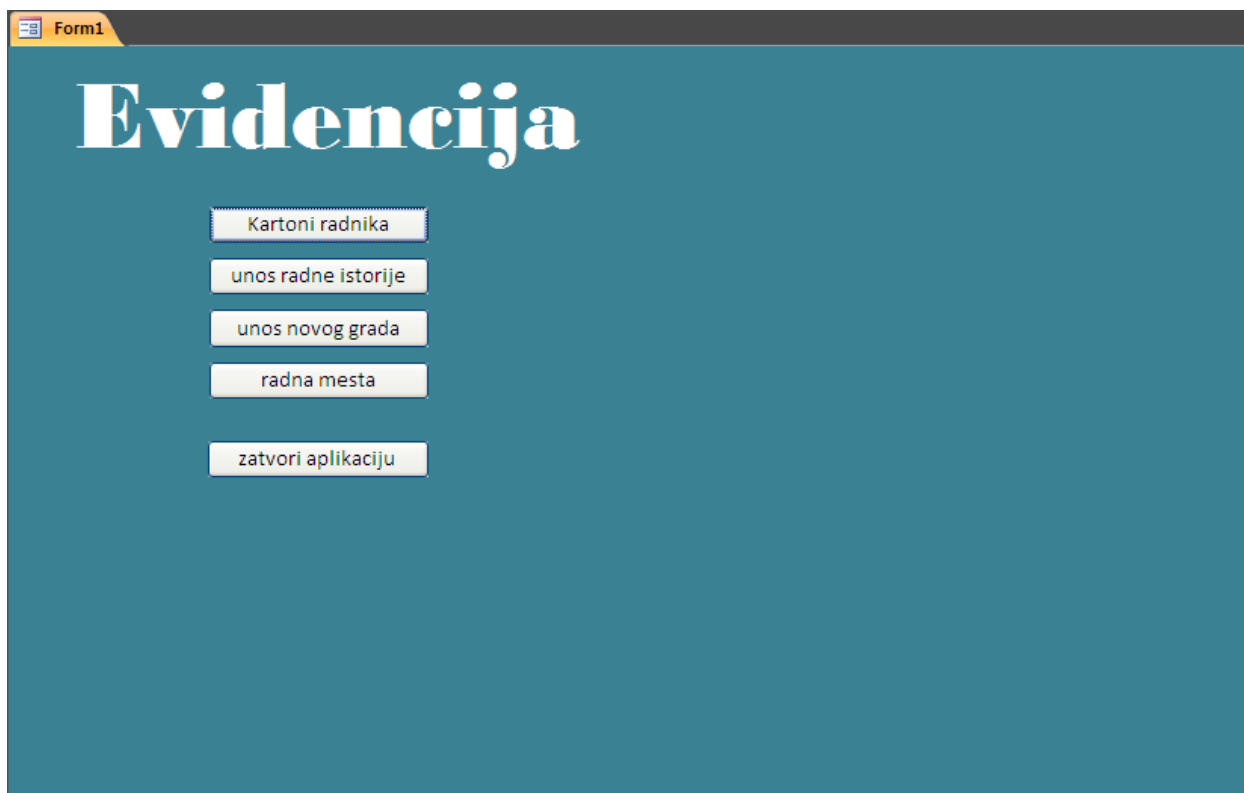 Form1
Evidencija
Kartoni radnika
unos radne istorije
unos novog grada
radna mesta
zatvori aplikaciju